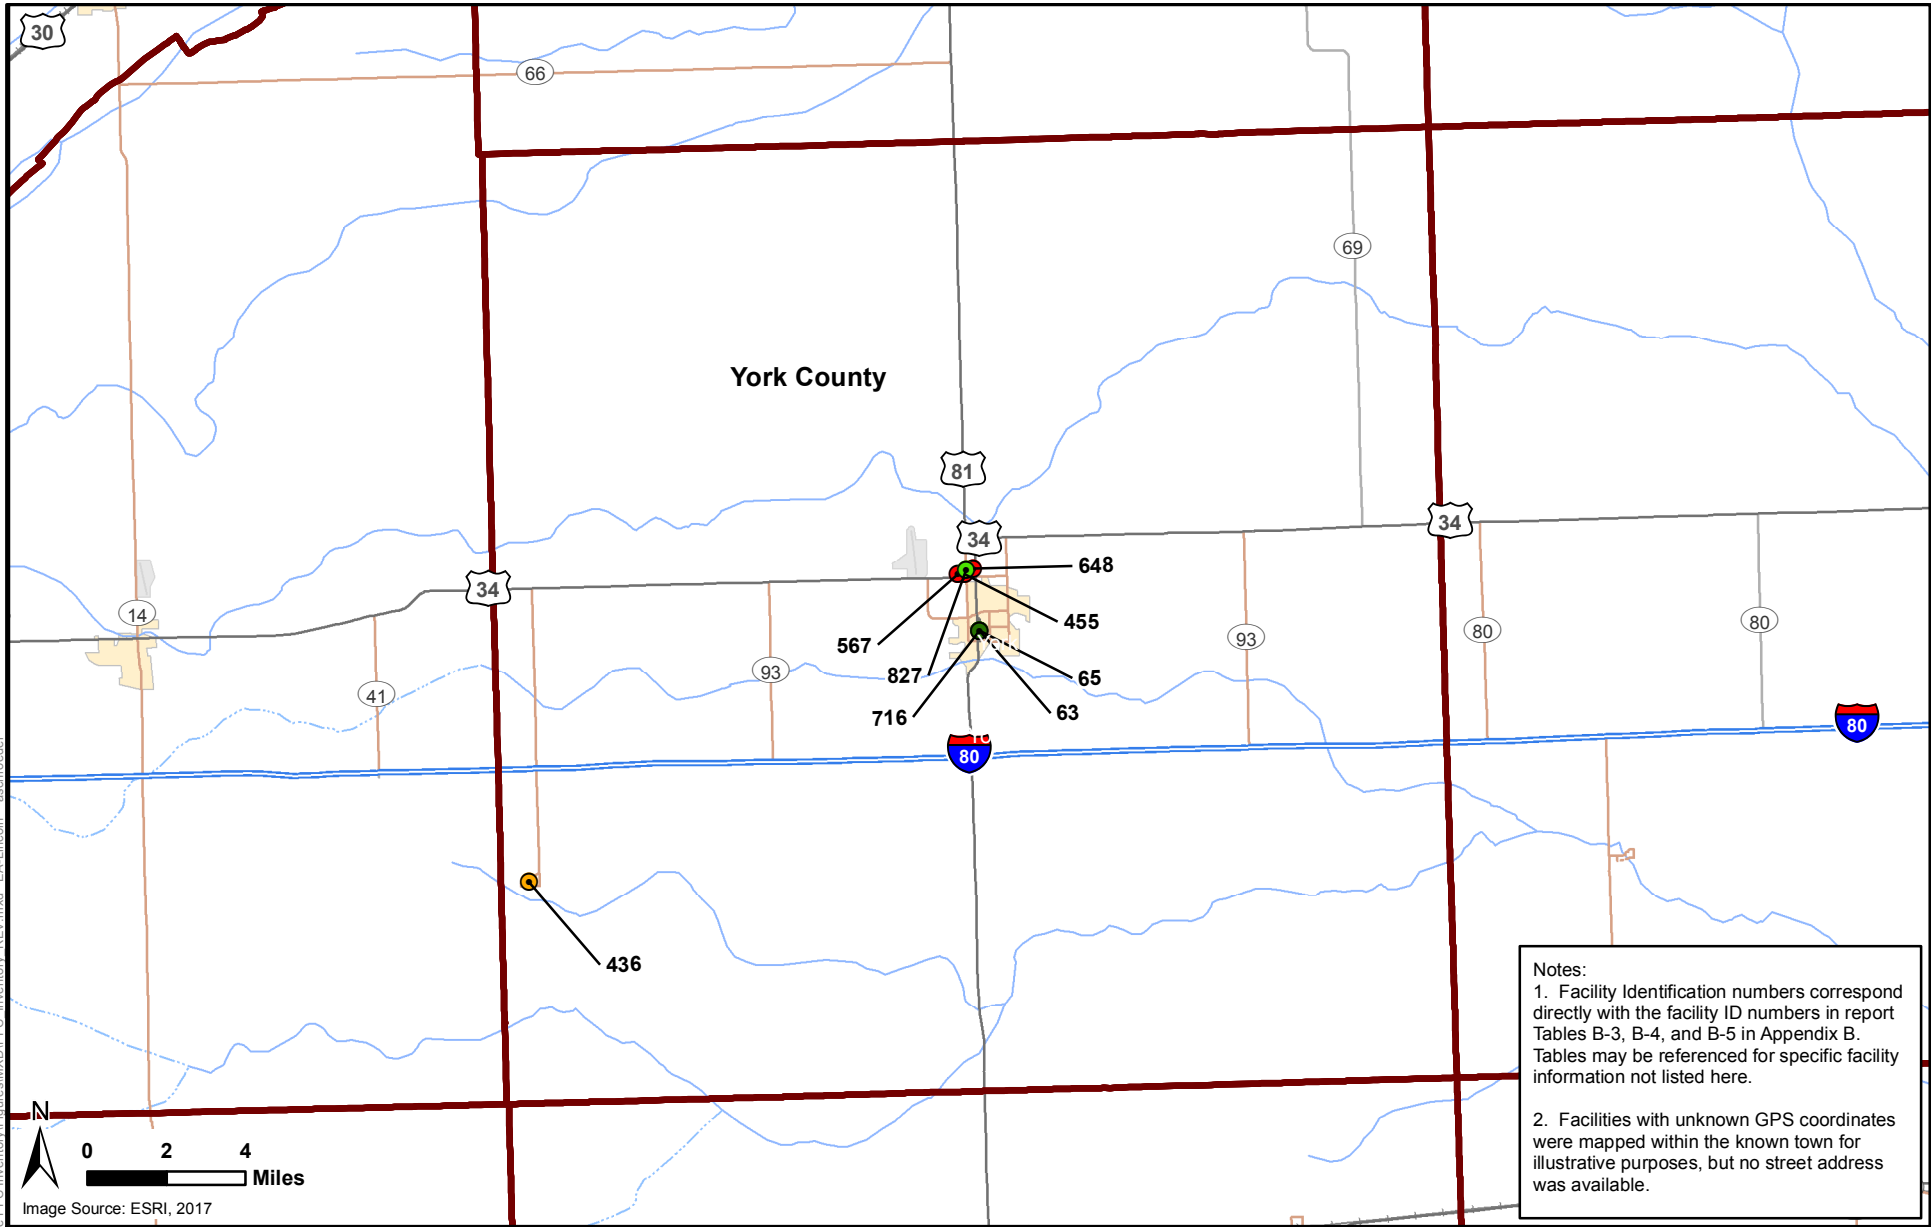 30
66
69
York County
81
34
34
34
648
14
455
567
93
80
80
93
827
65
41
716
63
80
80
436
Notes:
1. Facility Identification numbers correspond
directly with the facility ID numbers in report
Tables B-3, B-4, and B-5 in Appendix B.
Tables may be referenced for specific facility
information not listed here.
2. Facilities with unknown GPS coordinates
were mapped within the known town for
illustrative purposes, but no street address
was available.
N
0 2 4
Miles
Image Source: ESRI, 2017